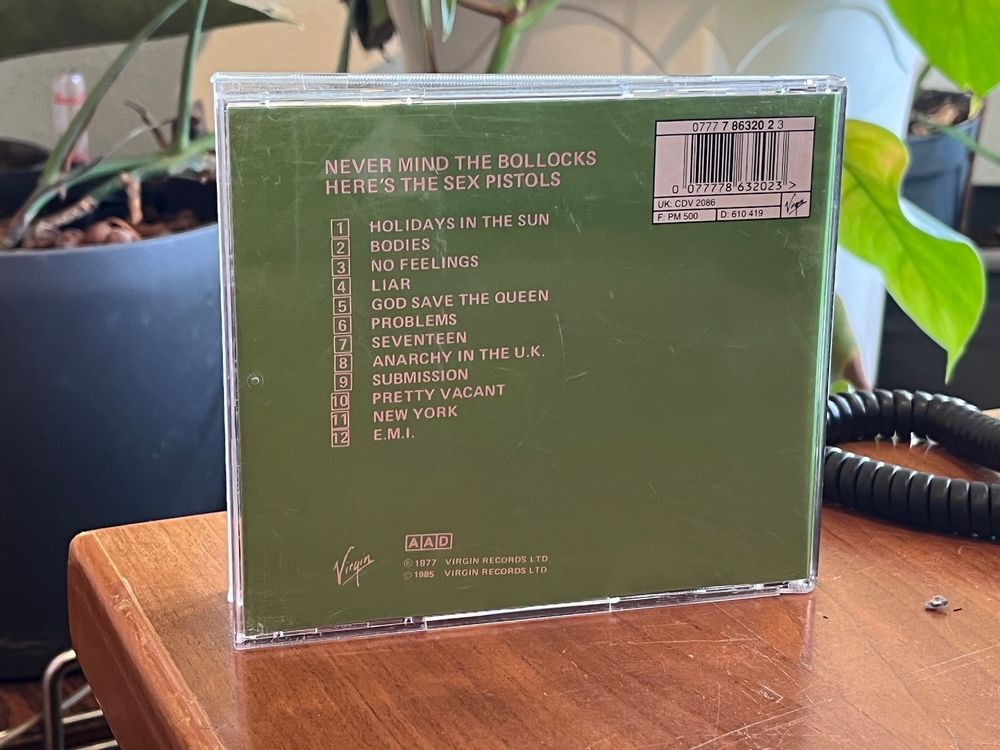 NEVER MIND THE BOLLOCKS
HERE'S THE SEX PISTOLS
1 HOLIDAYS IN THE SUN
2 BODIES
3 NO FEELINGS
4 LIAR
5 GOD SAVE THE QUEEN
6 PROBLEMS
7 SEVENTEEN
8 ANARCHY IN THE U.K.
9 SUBMISSION
10 PRETTY VACANT
11 NEW YORK
12 E.M.I.
0777 7 86320 2 3
0 077778 632023 >
UK: CDV 2086
F: PM 500 D: 610 419
Virgin
AAD
Virgin
℗ 1977 VIRGIN RECORDS LTD
© 1985 VIRGIN RECORDS LTD